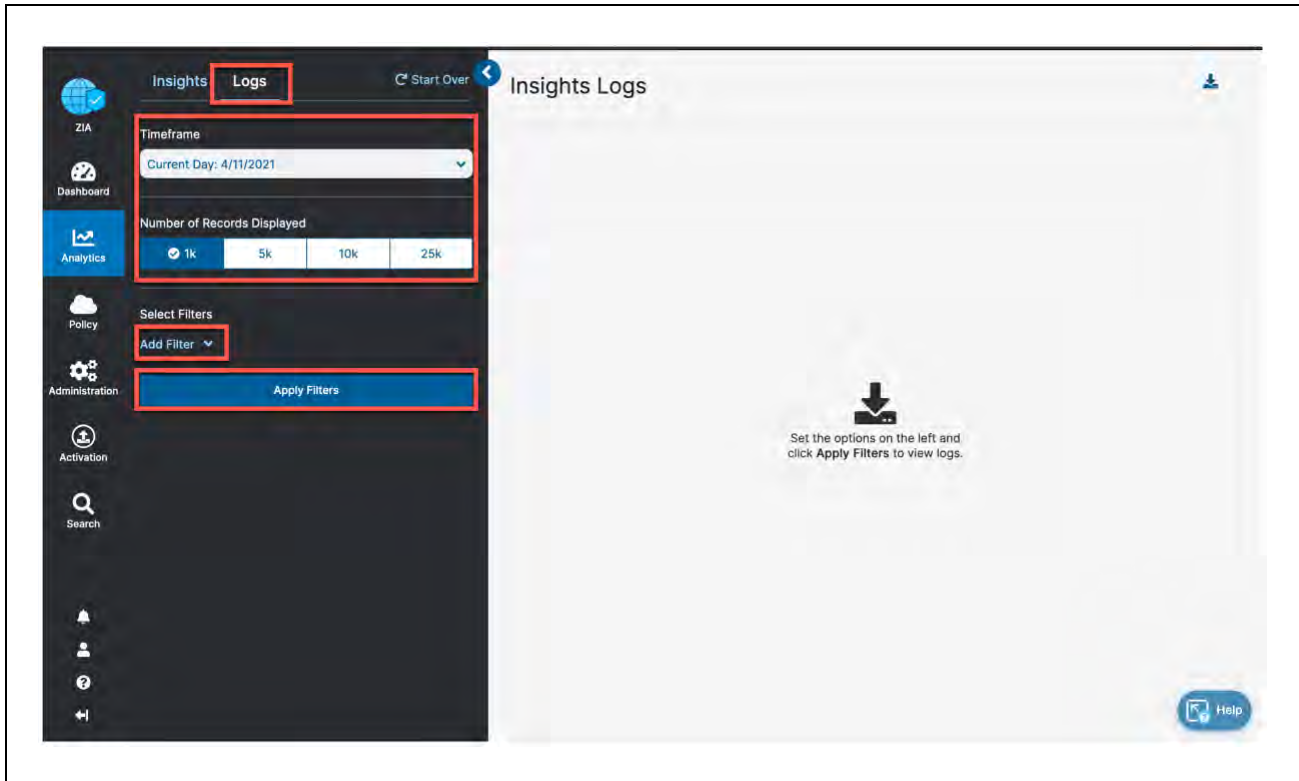 ZIA
Dashboard
Analytics
Policy
Administration
Activation
Search
Insights
Logs
Start Over
Timeframe
Current Day: 4/11/2021
Number of Records Displayed
1k 5k 10k 25k
Select Filters
Add Filter
Apply Filters
Insights Logs
Set the options on the left and
click Apply Filters to view logs.
Help